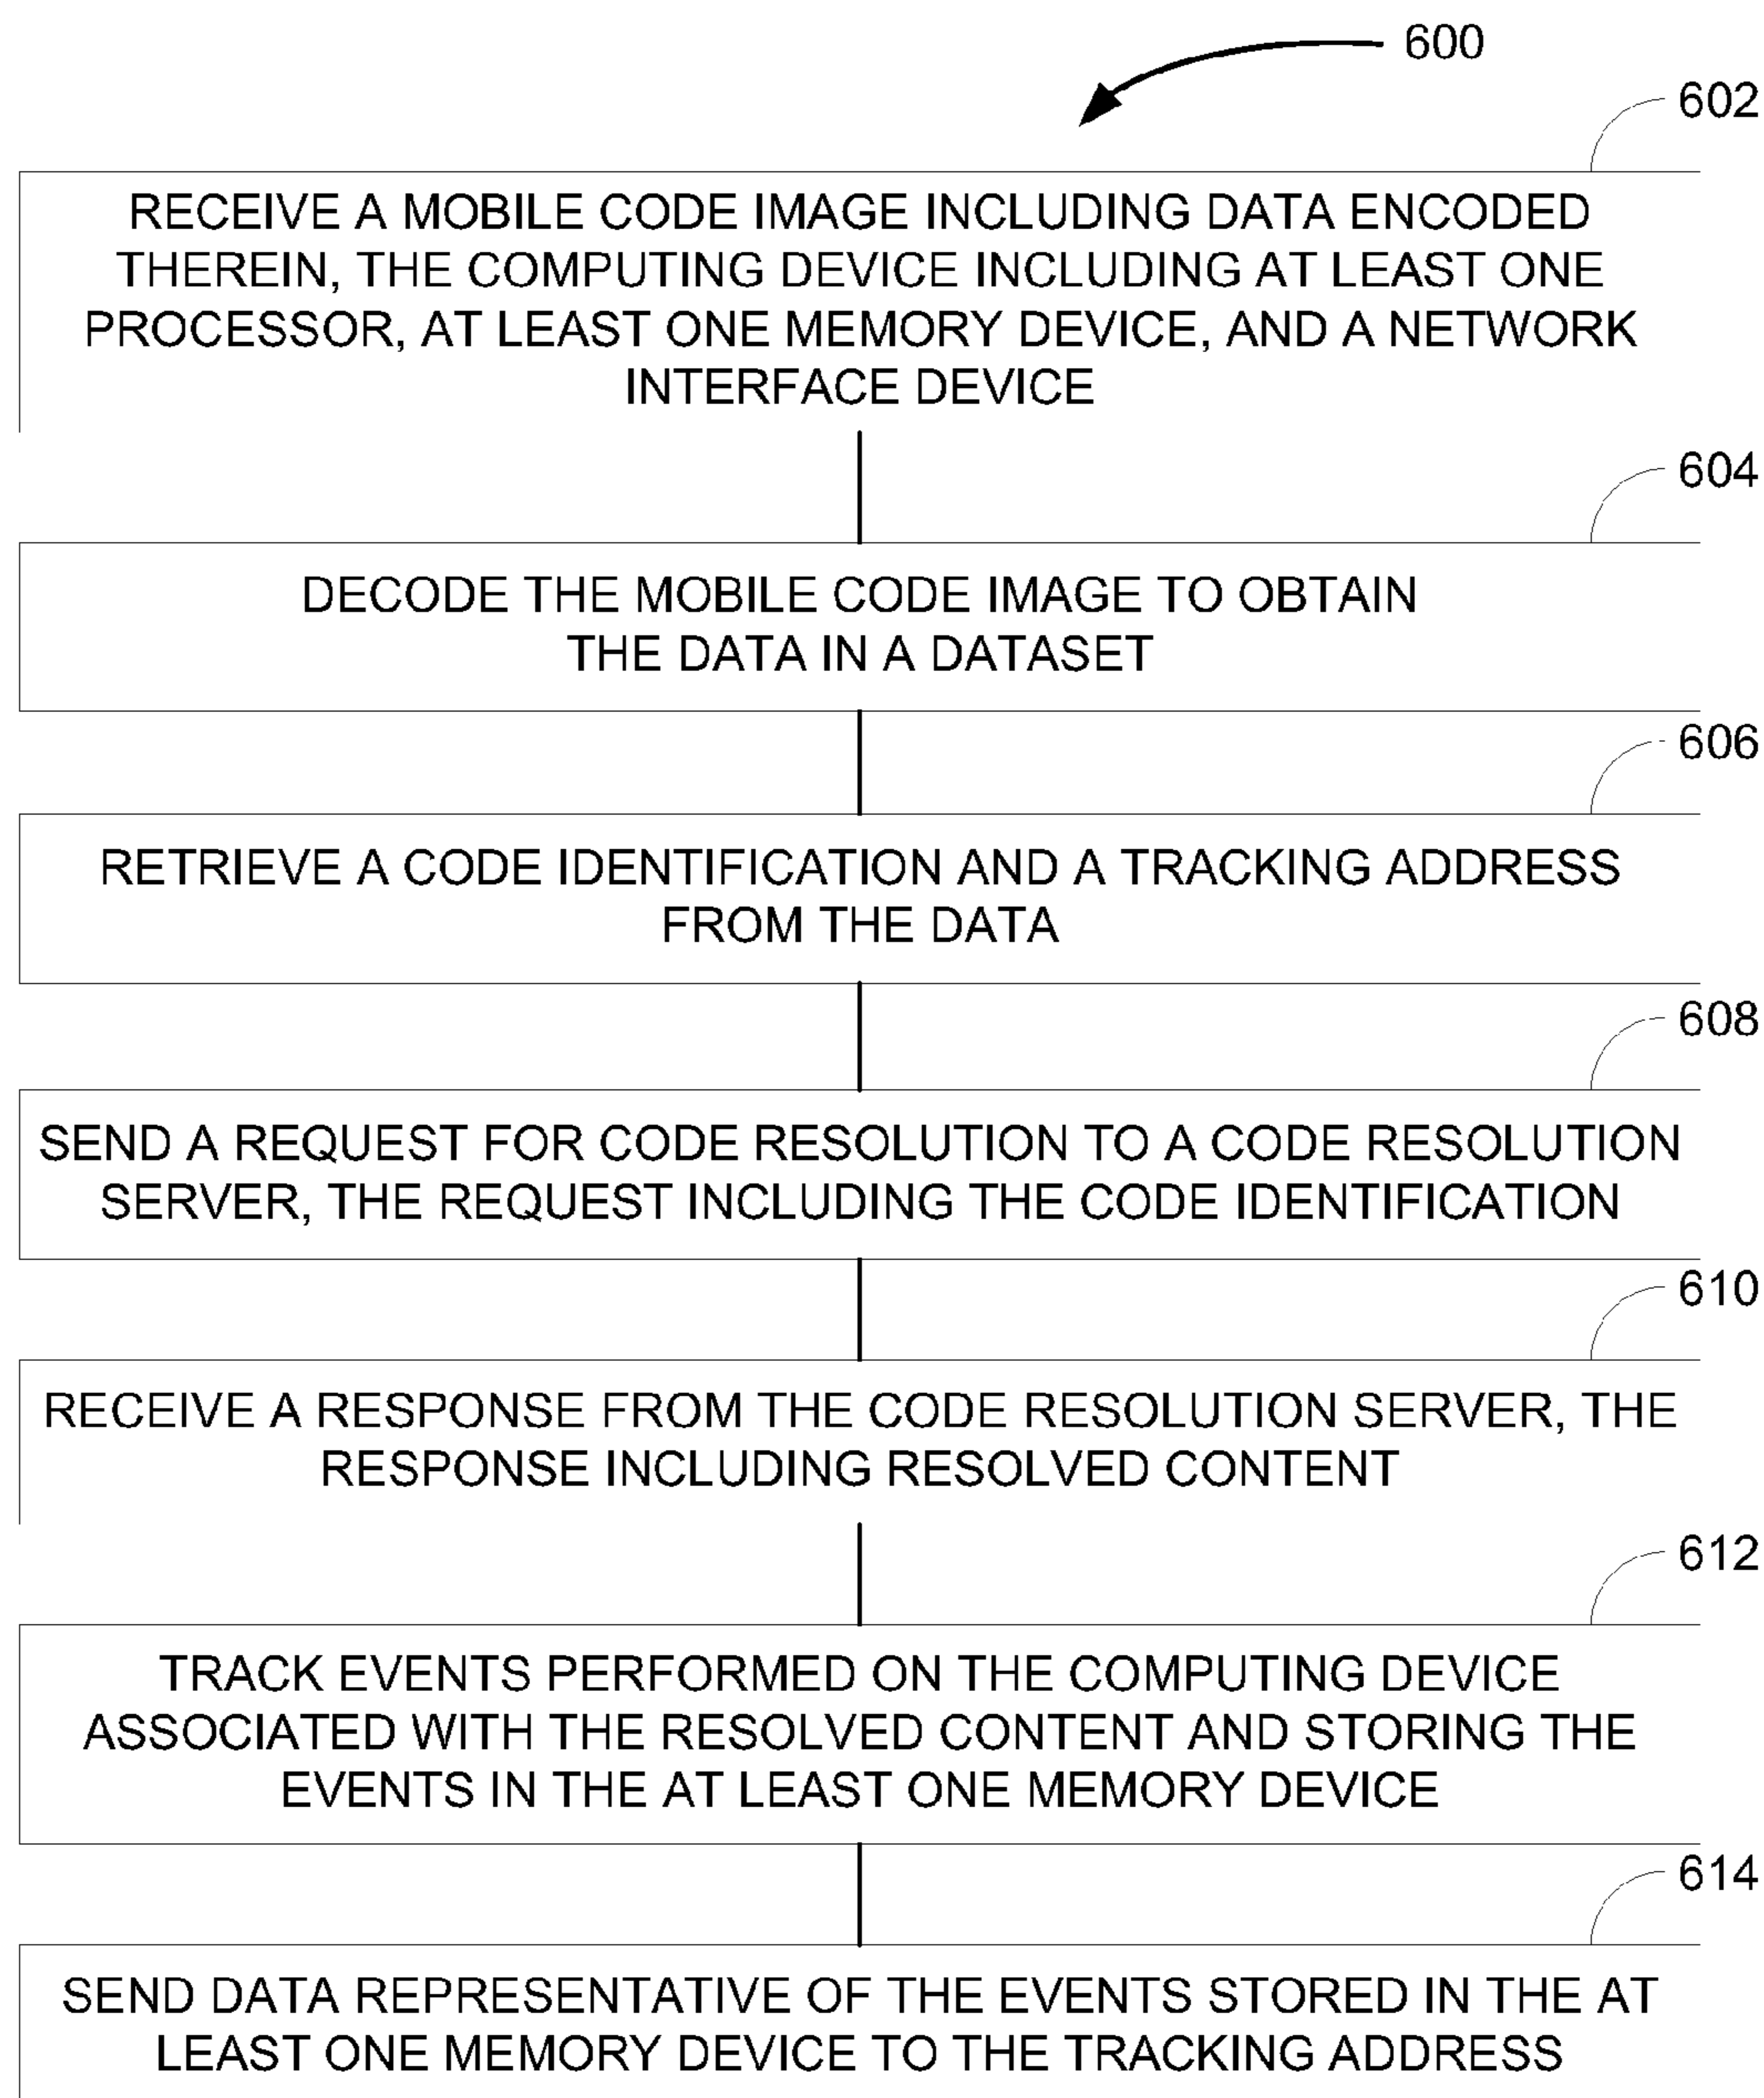 600
602
RECEIVE A MOBILE CODE IMAGE INCLUDING DATA ENCODED
THEREIN, THE COMPUTING DEVICE INCLUDING AT LEAST ONE
PROCESSOR, AT LEAST ONE MEMORY DEVICE, AND A NETWORK
INTERFACE DEVICE
604
DECODE THE MOBILE CODE IMAGE TO OBTAIN
THE DATA IN A DATASET
606
RETRIEVE A CODE IDENTIFICATION AND A TRACKING ADDRESS
FROM THE DATA
608
SEND A REQUEST FOR CODE RESOLUTION TO A CODE RESOLUTION
SERVER, THE REQUEST INCLUDING THE CODE IDENTIFICATION
610
RECEIVE A RESPONSE FROM THE CODE RESOLUTION SERVER, THE
RESPONSE INCLUDING RESOLVED CONTENT
612
TRACK EVENTS PERFORMED ON THE COMPUTING DEVICE
ASSOCIATED WITH THE RESOLVED CONTENT AND STORING THE
EVENTS IN THE AT LEAST ONE MEMORY DEVICE
614
SEND DATA REPRESENTATIVE OF THE EVENTS STORED IN THE AT
LEAST ONE MEMORY DEVICE TO THE TRACKING ADDRESS